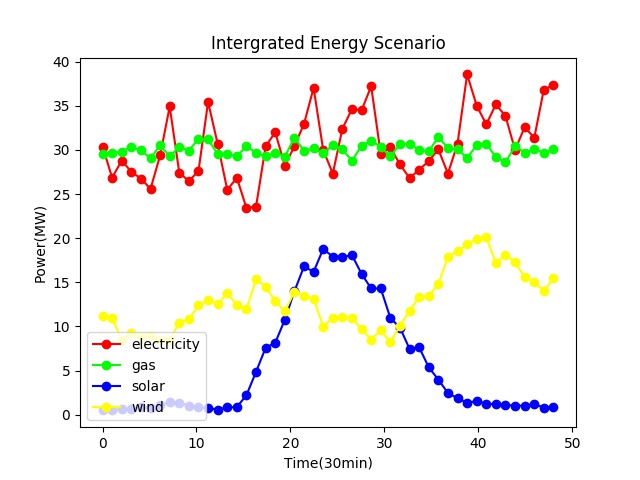 Intergrated Energy Scenario
Power(MW)
40
35
30
25
20
15
10
5
0
electricity
gas
solar
wind
0 10 20 30 40 50
Time(30min)